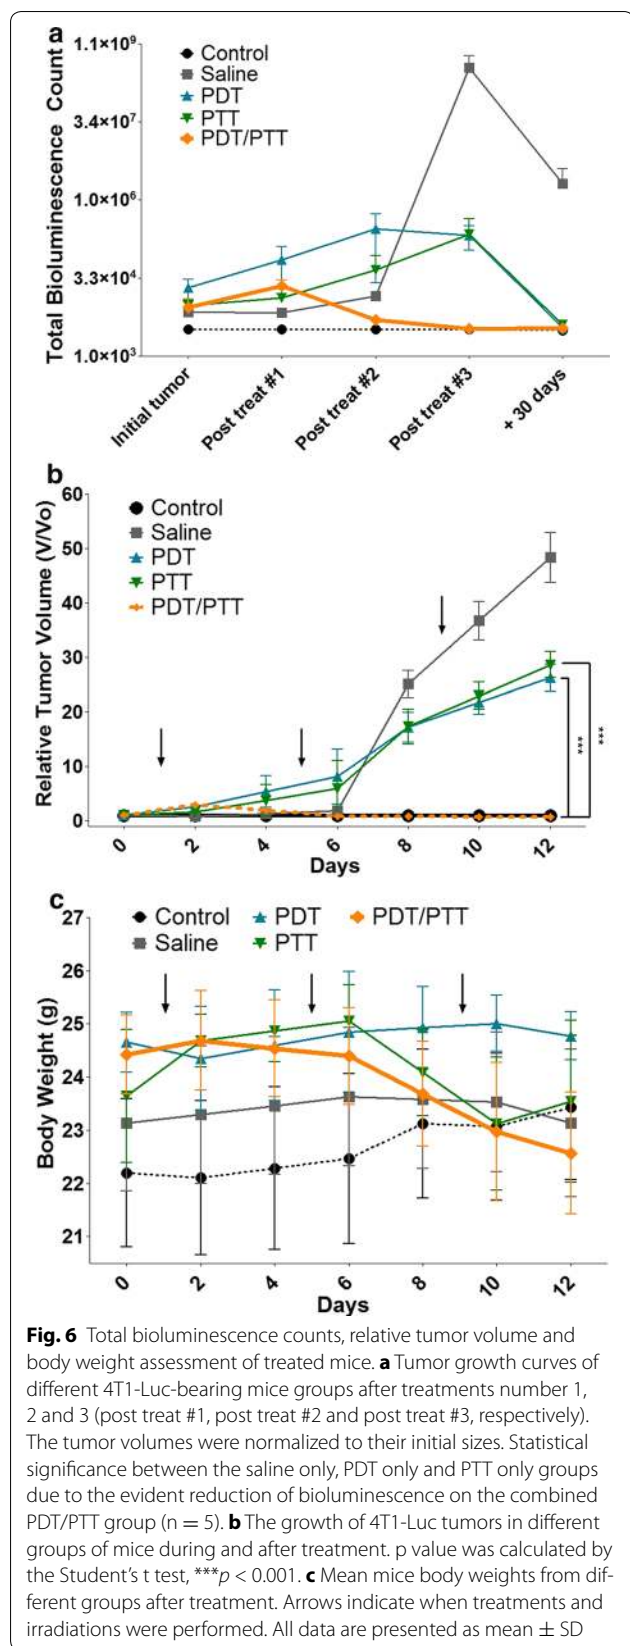 a
Control
Saline
PDT
PTT
PDT/PTT
Total Bioluminescence Count
1.1×10⁹
3.4×10⁷
1.0×10⁶
3.3×10⁴
1.0×10³
Initial tumor
Post treat #1
Post treat #2
Post treat #3
+ 30 days
b
Control
Saline
PDT
PTT
PDT/PTT
Relative Tumor Volume (V/Vo)
60
50
40
30
20
10
0
***
***
0
2
4
6
8
10
12
Days
c
Control
Saline
PDT
PTT
PDT/PTT
Body Weight (g)
27
26
25
24
23
22
21
0
2
4
6
8
10
12
Days
Fig. 6 Total bioluminescence counts, relative tumor volume and
body weight assessment of treated mice. a Tumor growth curves of
different 4T1-Luc-bearing mice groups after treatments number 1,
2 and 3 (post treat #1, post treat #2 and post treat #3, respectively).
The tumor volumes were normalized to their initial sizes. Statistical
significance between the saline only, PDT only and PTT only groups
due to the evident reduction of bioluminescence on the combined
PDT/PTT group (n = 5). b The growth of 4T1-Luc tumors in different
groups of mice during and after treatment. p value was calculated by
the Student's t test, ***p < 0.001. c Mean mice body weights from dif-
ferent groups after treatment. Arrows indicate when treatments and
irradiations were performed. All data are presented as mean ± SD